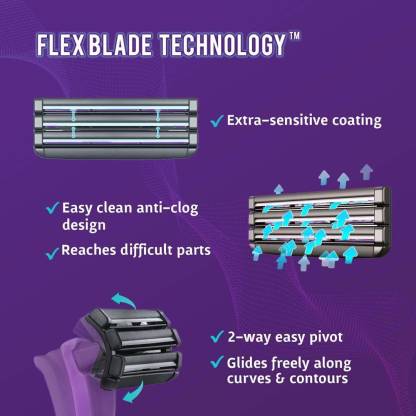 FLEX BLADE TECHNOLOGY™
Extra-sensitive coating
Easy clean anti-clog
design
Reaches difficult parts
2-way easy pivot
Glides freely along
curves & contours